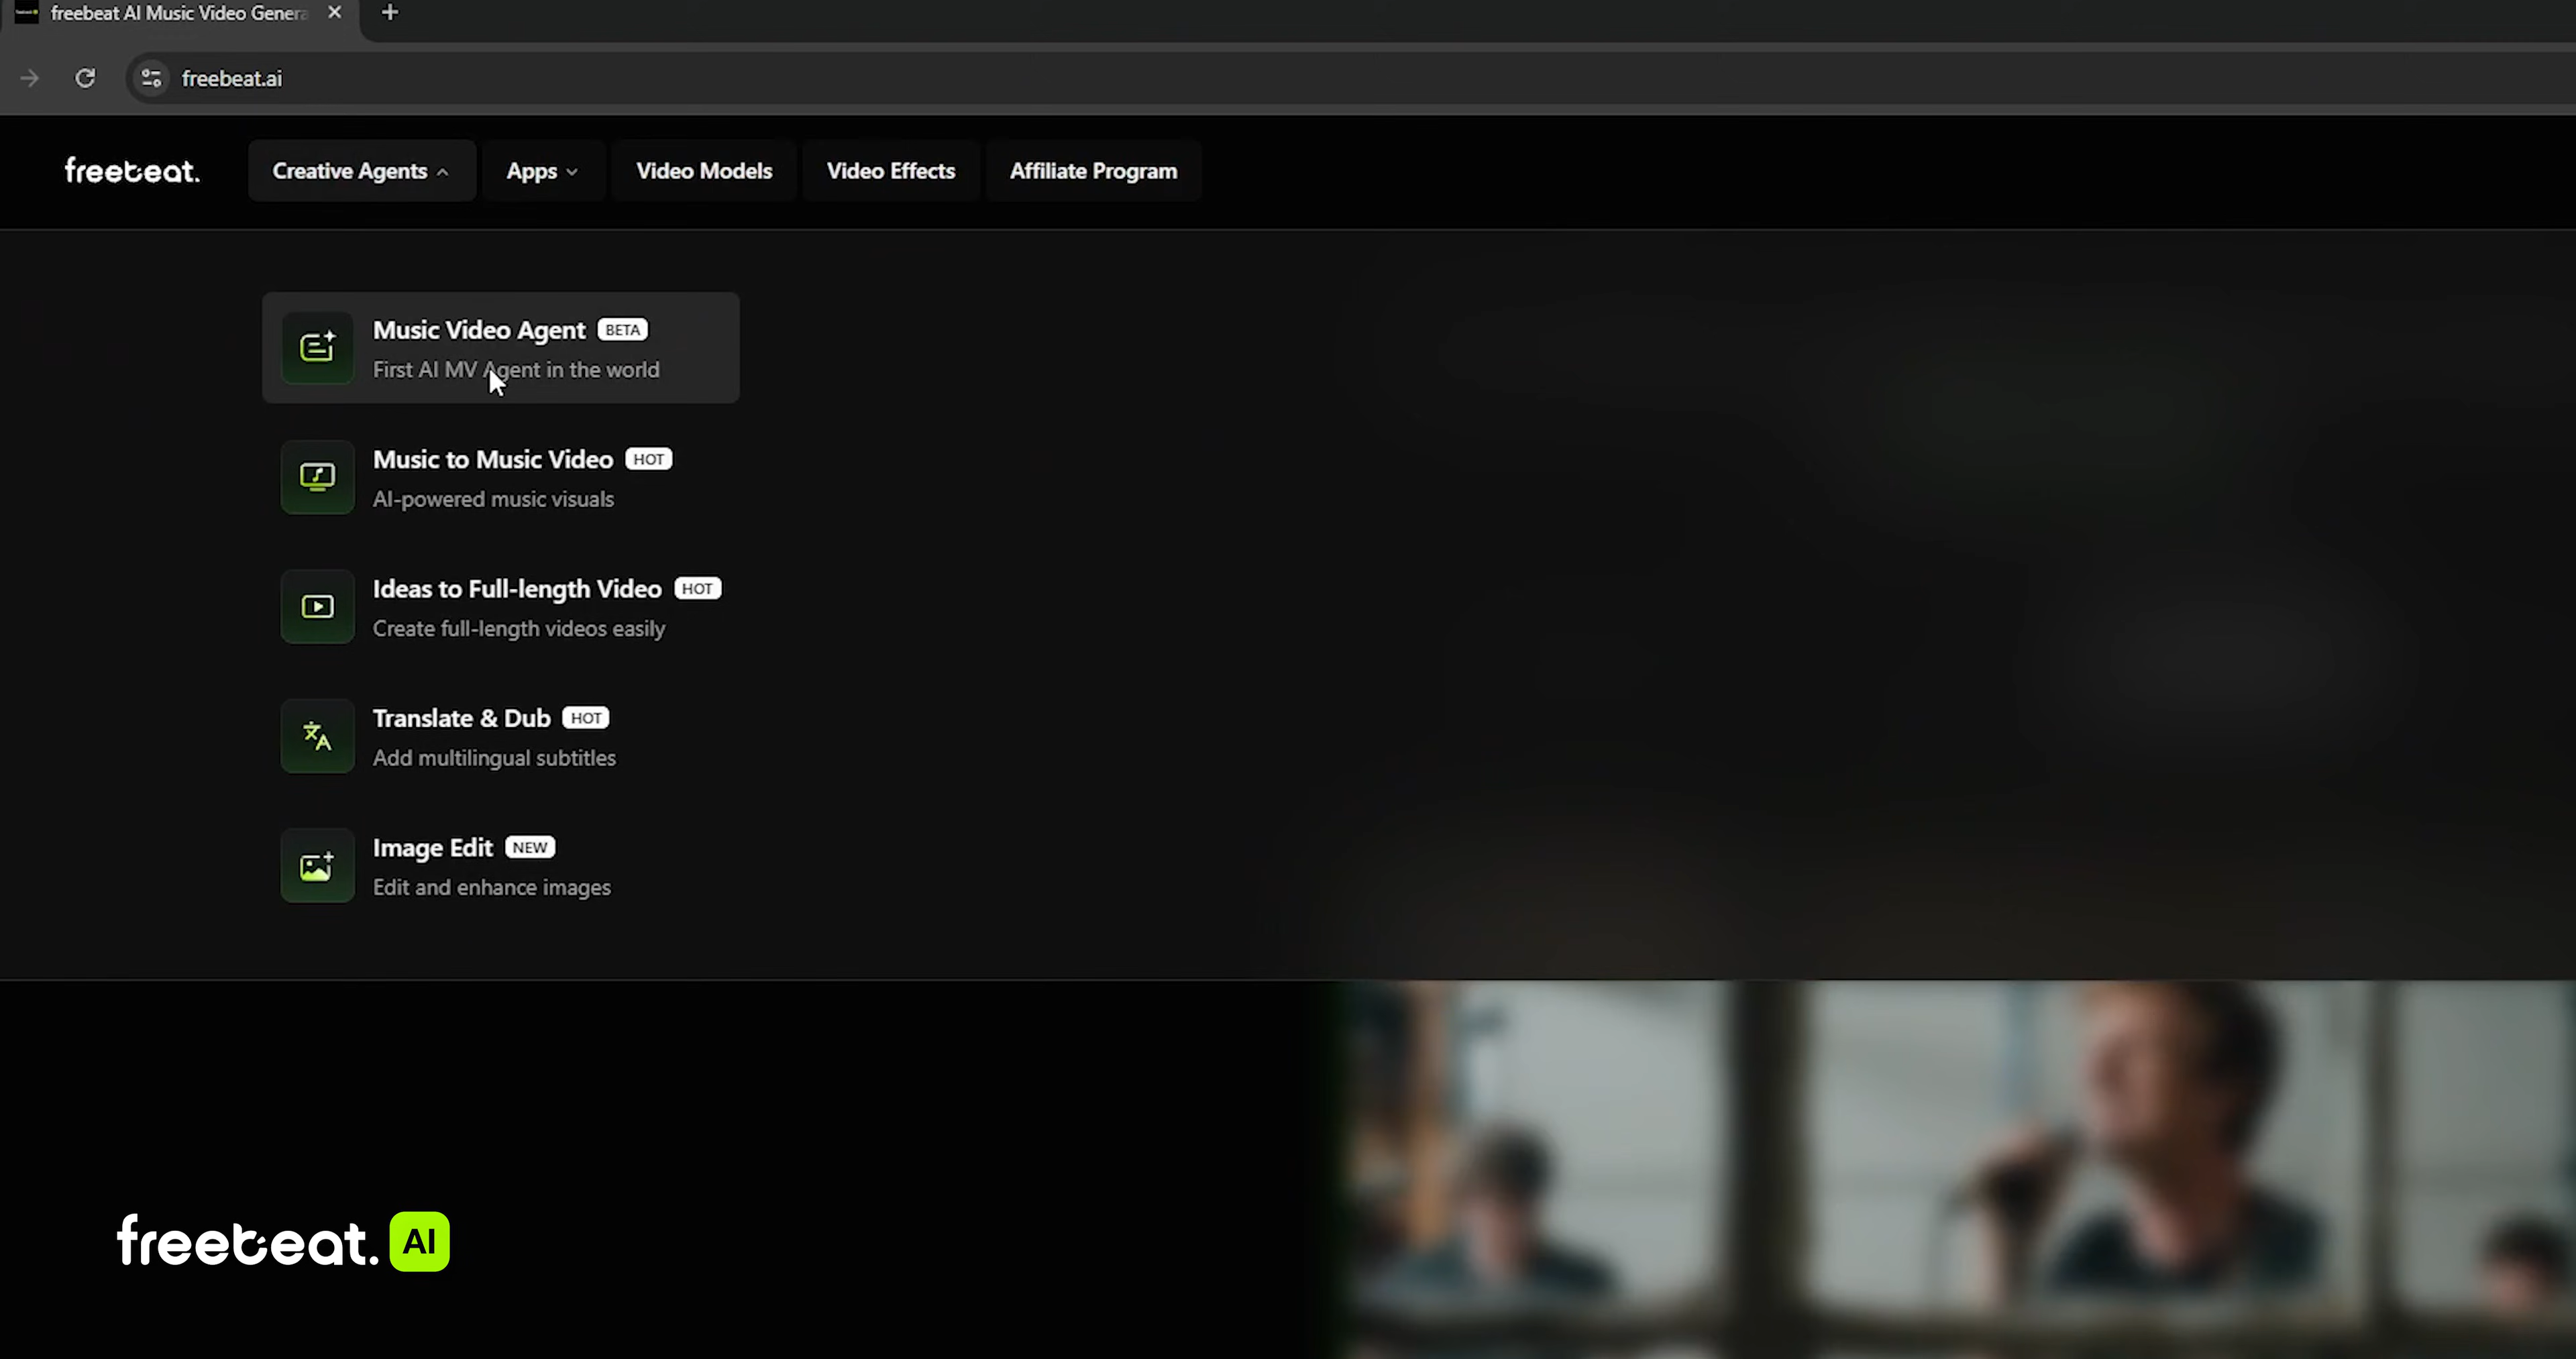 freebeat AI Music Video Genera
freebeat.ai
freebeat.
Creative Agents
Apps
Video Models
Video Effects
Affiliate Program
Music Video Agent BETA
First AI MV Agent in the world
Music to Music Video HOT
AI-powered music visuals
Ideas to Full-length Video HOT
Create full-length videos easily
Translate & Dub HOT
Add multilingual subtitles
Image Edit NEW
Edit and enhance images
freebeat. AI